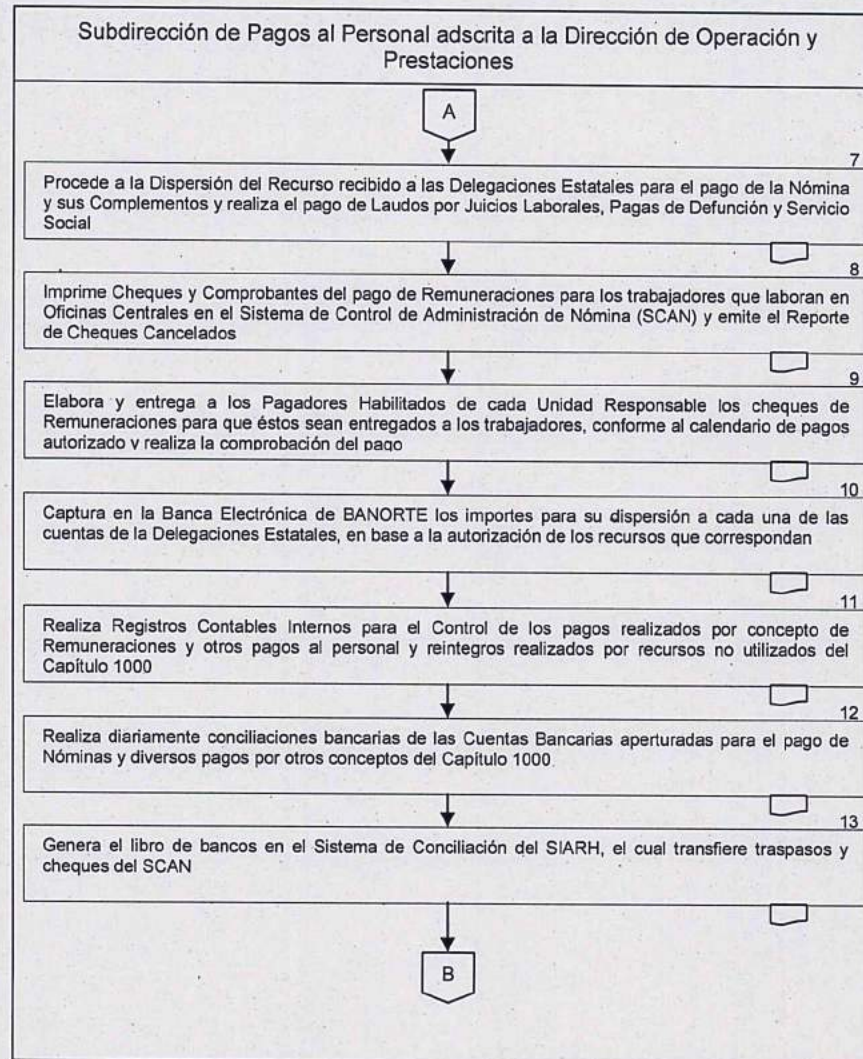 Subdirección de Pagos al Personal adscrita a la Dirección de Operación y
Prestaciones
A
7
Procede a la Dispersión del Recurso recibido a las Delegaciones Estatales para el pago de la Nómina
y sus Complementos y realiza el pago de Laudos por Juicios Laborales, Pagas de Defunción y Servicio
Social
8
Imprime Cheques y Comprobantes del pago de Remuneraciones para los trabajadores que laboran en
Oficinas Centrales en el Sistema de Control de Administración de Nómina (SCAN) y emite el Reporte
de Cheques Cancelados
9
Elabora y entrega a los Pagadores Habilitados de cada Unidad Responsable los cheques de
Remuneraciones para que éstos sean entregados a los trabajadores, conforme al calendario de pagos
autorizado y realiza la comprobación del pago
10
Captura en la Banca Electrónica de BANORTE los importes para su dispersión a cada una de las
cuentas de la Delegaciones Estatales, en base a la autorización de los recursos que correspondan
11
Realiza Registros Contables Internos para el Control de los pagos realizados por concepto de
Remuneraciones y otros pagos al personal y reintegros realizados por recursos no utilizados del
Capítulo 1000
12
Realiza diariamente conciliaciones bancarias de las Cuentas Bancarias aperturadas para el pago de
Nóminas y diversos pagos por otros conceptos del Capítulo 1000.
13
Genera el libro de bancos en el Sistema de Conciliación del SIARH, el cual transfiere traspasos y
cheques del SCAN
B